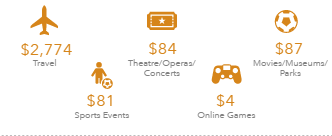 $2,774
Travel
$84
Theatre/Operas/
Concerts
$87
Movies/Museums/
Parks
$81
Sports Events
$4
Online Games